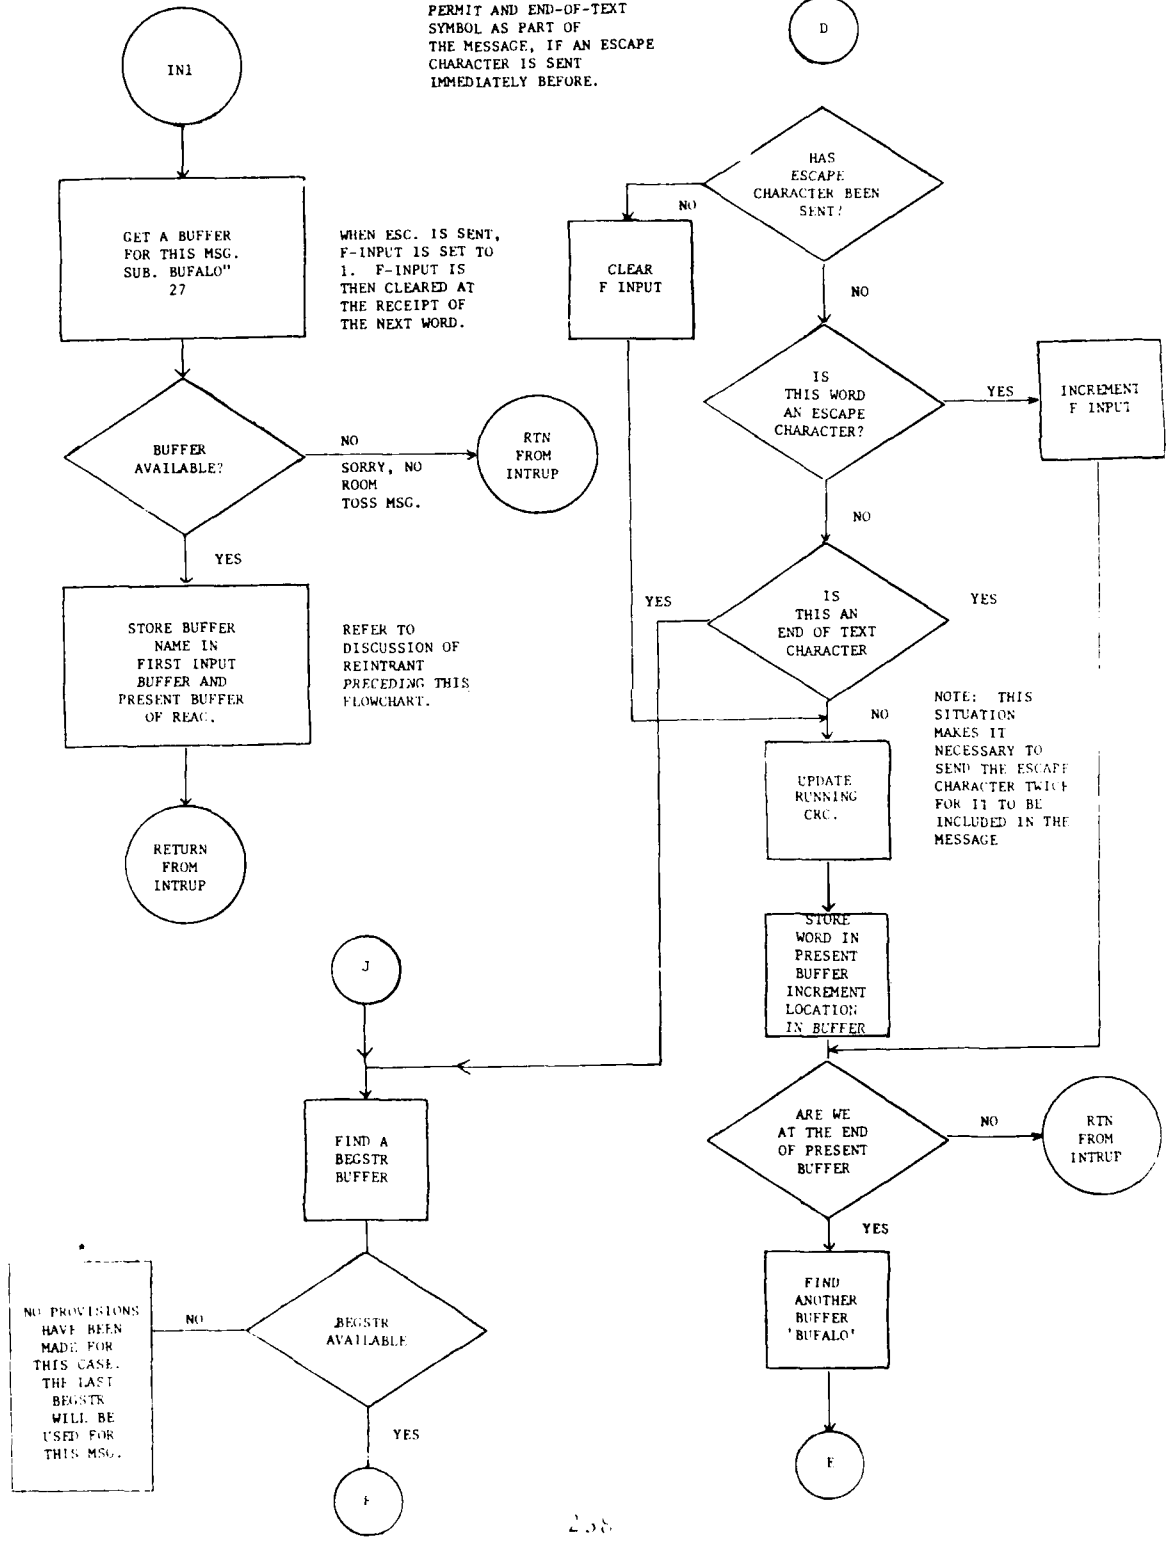 IN1
GET A BUFFER
FOR THIS MSG.
SUB. BUFALO"
27
BUFFER
AVAILABLE?
NO
SORRY, NO
ROOM
TOSS MSG.
RTN
FROM
INTRUP
YES
STORE BUFFER
NAME IN
FIRST INPUT
BUFFER AND
PRESENT BUFFER
OF REAC.
RETURN
FROM
INTRUP
PERMIT AND END-OF-TEXT
SYMBOL AS PART OF
THE MESSAGE, IF AN ESCAPE
CHARACTER IS SENT
IMMEDIATELY BEFORE.
WHEN ESC. IS SENT,
F-INPUT IS SET TO
1. F-INPUT IS
THEN CLEARED AT
THE RECEIPT OF
THE NEXT WORD.
REFER TO
DISCUSSION OF
REINTRANT
PRECEDING THIS
FLOWCHART.
D
HAS
ESCAPE
CHARACTER BEEN
SENT?
NO
CLEAR
F INPUT
NO
IS
THIS WORD
AN ESCAPE
CHARACTER?
YES
INCREMENT
F INPUT
NO
IS
THIS AN
END OF TEXT
CHARACTER
YES
YES
NO
NOTE: THIS
SITUATION
MAKES IT
NECESSARY TO
SEND THE ESCAPE
CHARACTER TWICE
FOR IT TO BE
INCLUDED IN THE
MESSAGE
UPDATE
RUNNING
CRC.
STORE
WORD IN
PRESENT
BUFFER
INCREMENT
LOCATION
IN BUFFER
ARE WE
AT THE END
OF PRESENT
BUFFER
NO
RTN
FROM
INTRUP
YES
FIND
ANOTHER
BUFFER
'BUFALO'
E
J
FIND A
BEGSTR
BUFFER
BEGSTR
AVAILABLE
NO
*
NO PROVISIONS
HAVE BEEN
MADE FOR
THIS CASE.
THE LAST
BEGSTR
WILL BE
USED FOR
THIS MSG.
YES